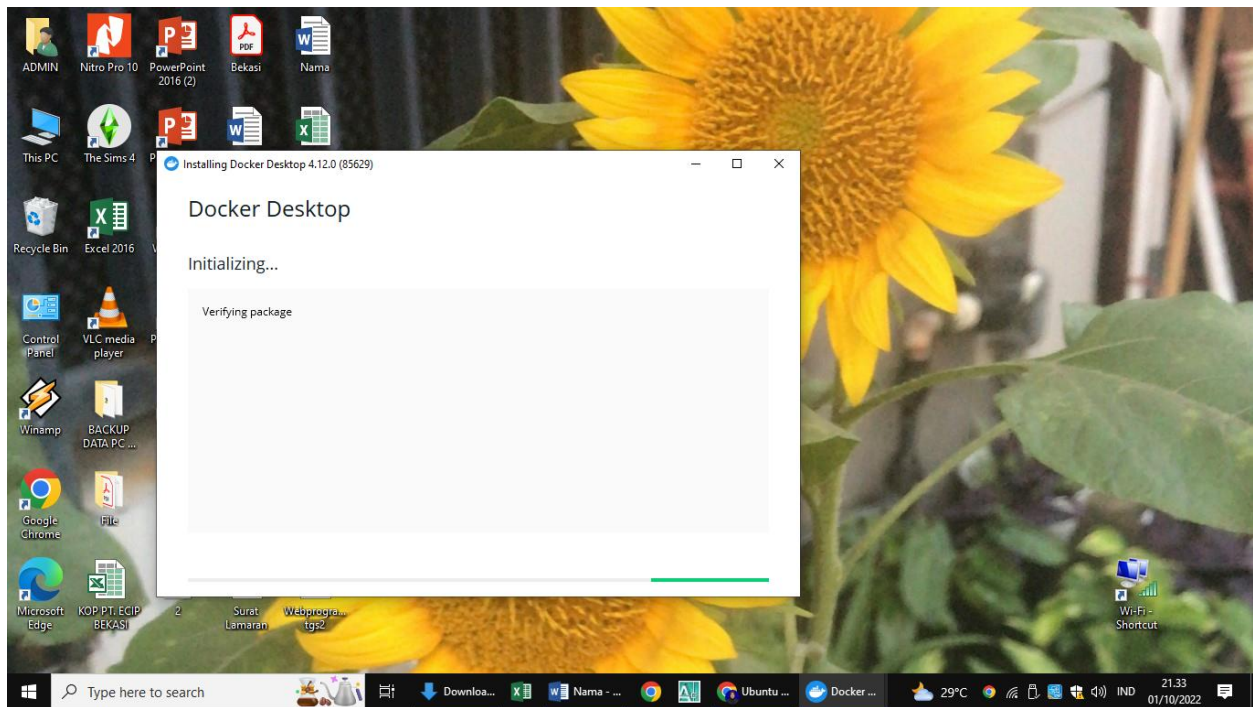 ADMIN
Nitro Pro 10
PowerPoint
2016 (2)
PDF
Bekasi
Nama
This PC
The Sims 4
P
Installing Docker Desktop 4.12.0 (85629)
Docker Desktop
Initializing...
Verifying package
Recycle Bin
Excel 2016
Control
Panel
VLC media
player
P
Winamp
BACKUP
DATA PC ...
Google
Chrome
File
Microsoft
Edge
KOP PT. ECIP
BEKASI
2
Surat
Lamaran
Webprogra...
tgs2
Wi-Fi -
Shortcut
Type here to search
Downloa...
Nama - ...
Ubuntu ...
Docker ...
29°C
IND
21.33
01/10/2022